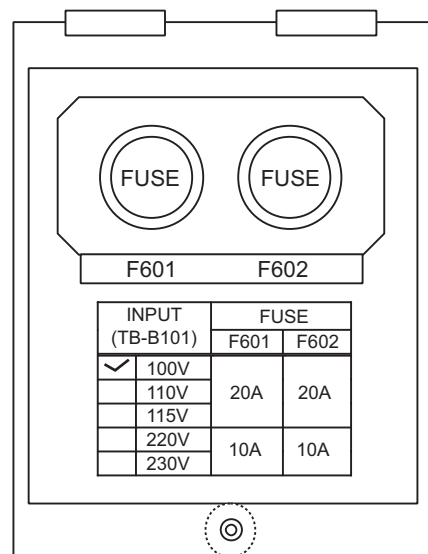 FUSE FUSE
F601 F602
INPUT FUSE
(TB-B101) F601 F602
✓ 100V
110V 20A 20A
115V
220V 10A 10A
230V